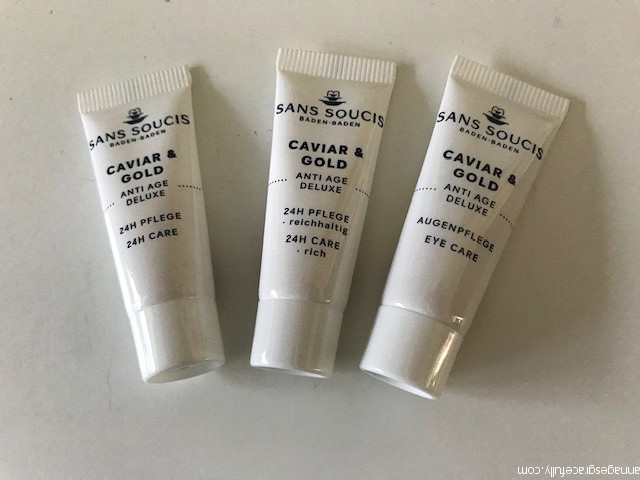 SANS SOUCIS
BADEN-BADEN
CAVIAR &
GOLD
ANTI AGE
DELUXE
24H PFLEGE
24H CARE
SANS SOUCIS
BADEN-BADEN
CAVIAR &
GOLD
ANTI AGE
DELUXE
24H PFLEGE
· reichhaltig
24H CARE
· rich
SANS SOUCIS
BADEN-BADEN
CAVIAR &
GOLD
ANTI AGE
DELUXE
AUGENPFLEGE
EYE CARE
annagesgracefully.com